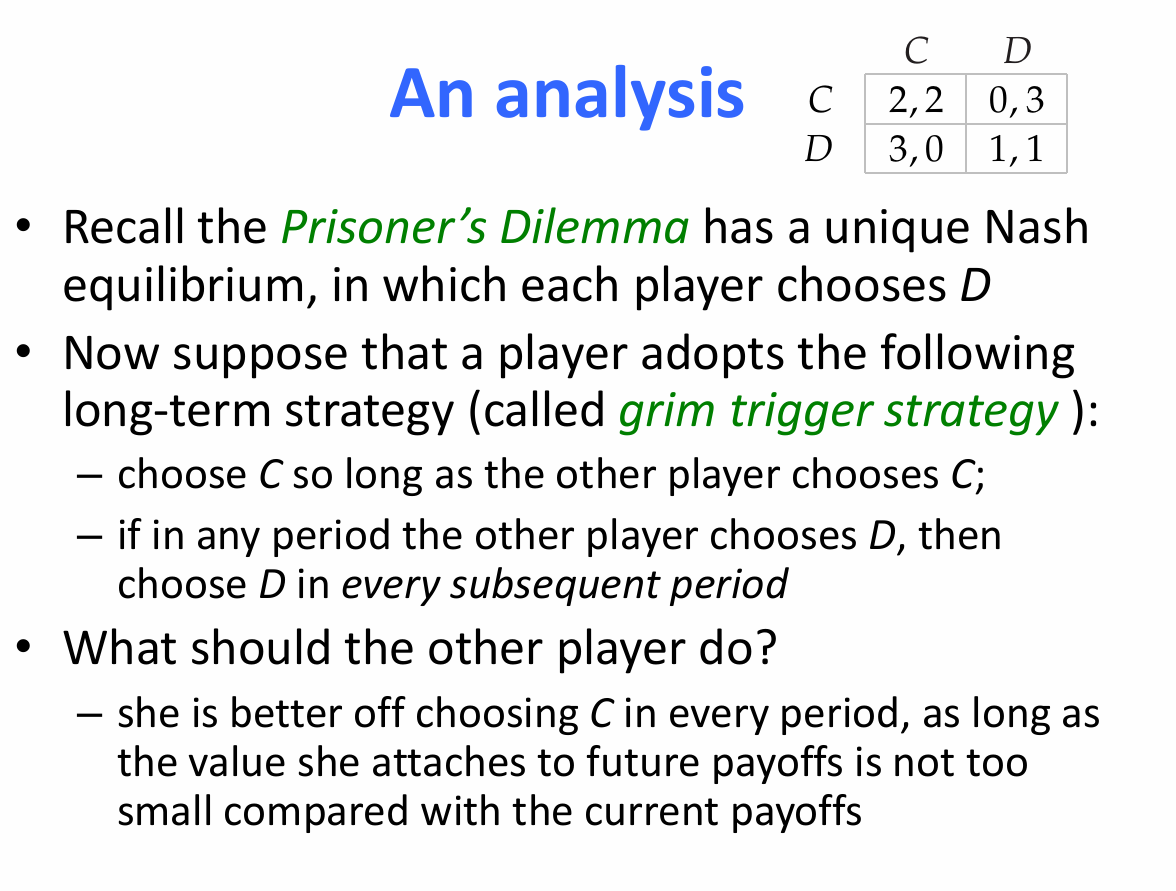 An analysis
C D
C 2, 2 0, 3
D 3, 0 1, 1
• Recall the Prisoner’s Dilemma has a unique Nash
equilibrium, in which each player chooses D
• Now suppose that a player adopts the following
long-term strategy (called grim trigger strategy ):
– choose C so long as the other player chooses C;
– if in any period the other player chooses D, then
choose D in every subsequent period
• What should the other player do?
– she is better off choosing C in every period, as long as
the value she attaches to future payoffs is not too
small compared with the current payoffs